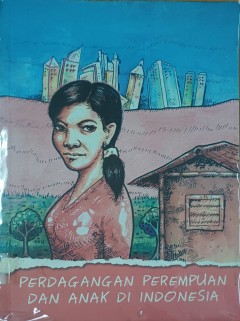 PERDAGANGAN PEREMPUAN
DAN ANAK DI INDONESIA